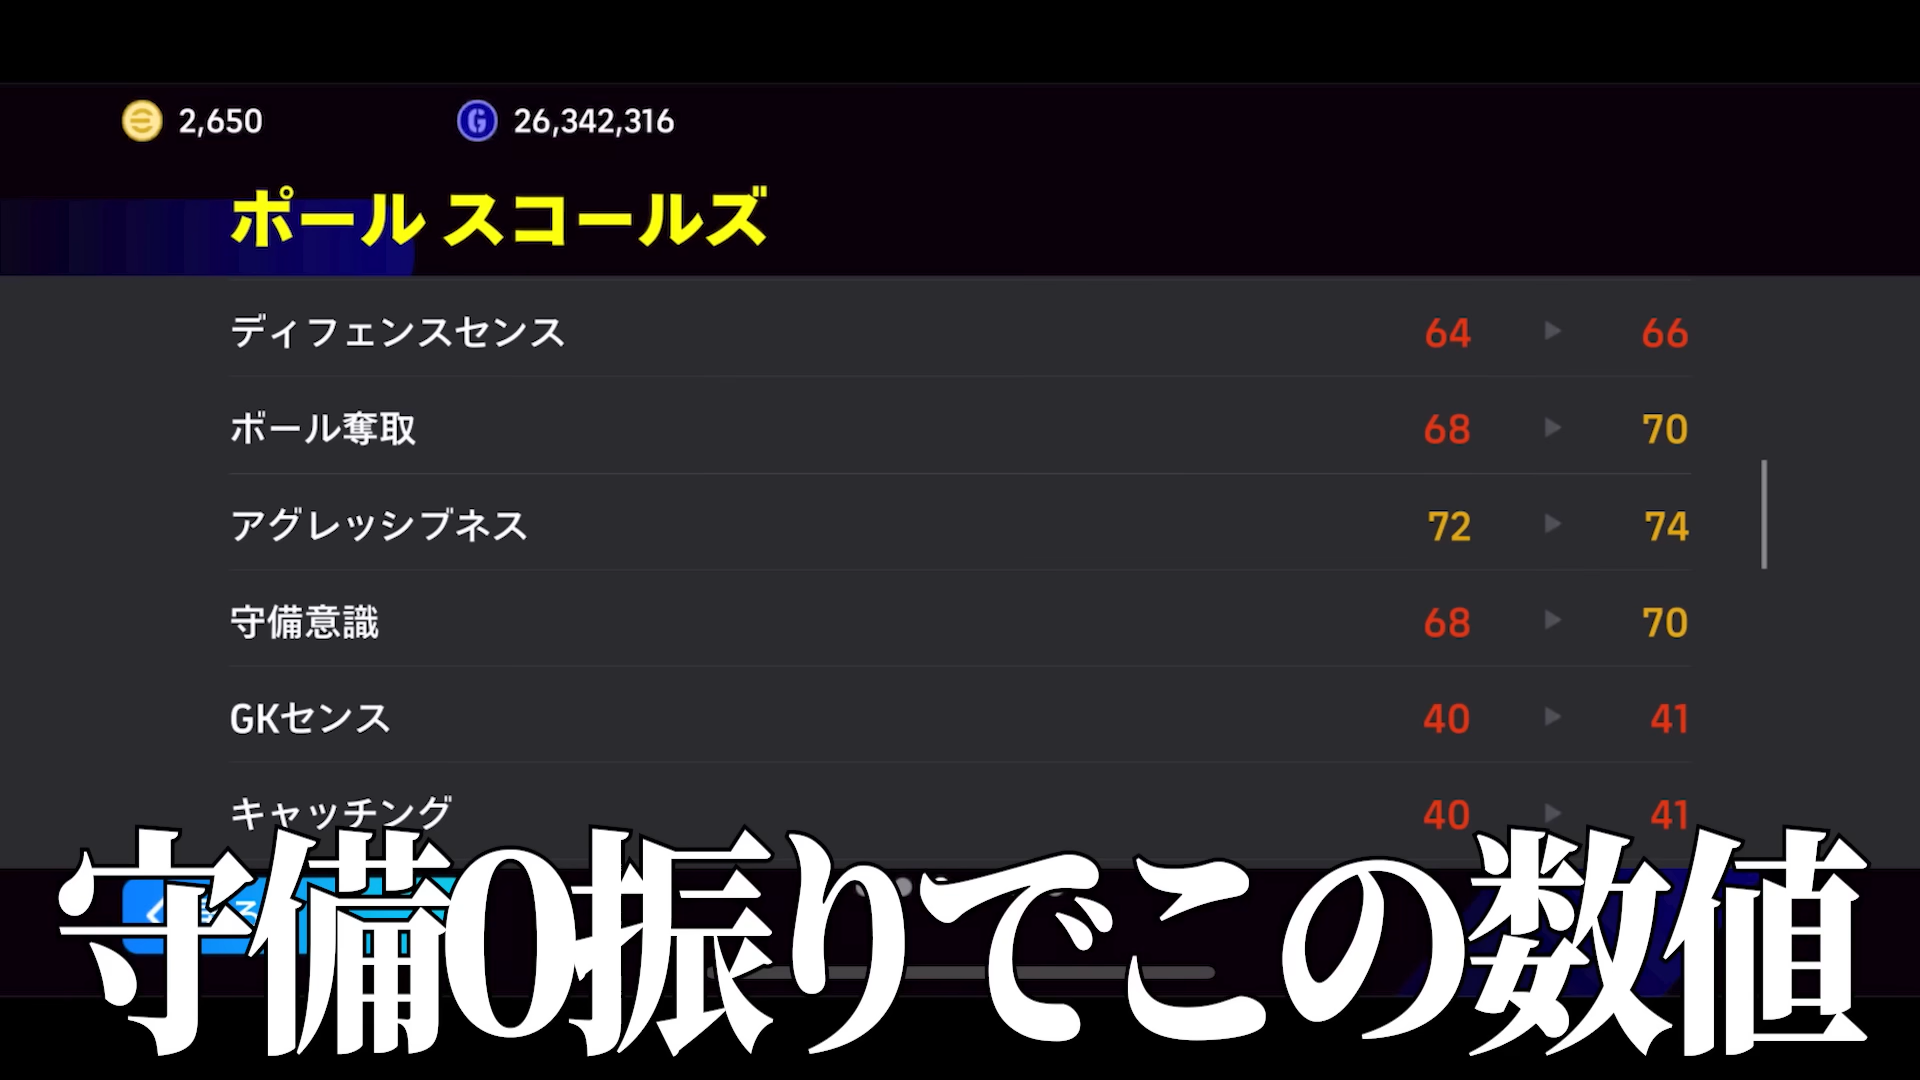 2,650 26,342,316
ポール スコールズ
ディフェンスセンス 64 66
ボール奪取 68 70
アグレッシブネス 72 74
守備意識 68 70
GKセンス 40 41
キャッチング 40 41
守備0振りでこの数値